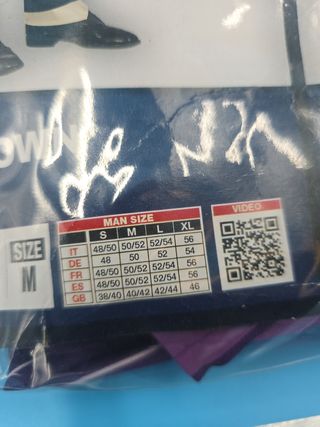 OWN
MAN SIZE
S M L XL
IT 48/50 50/52 52/54 56
DE 48 50 52 54
FR 48/50 50/52 52/54 56
ES 48/50 50/52 52/54 56
GB 38/40 40/42 42/44 46
SIZE
M
VIDEO